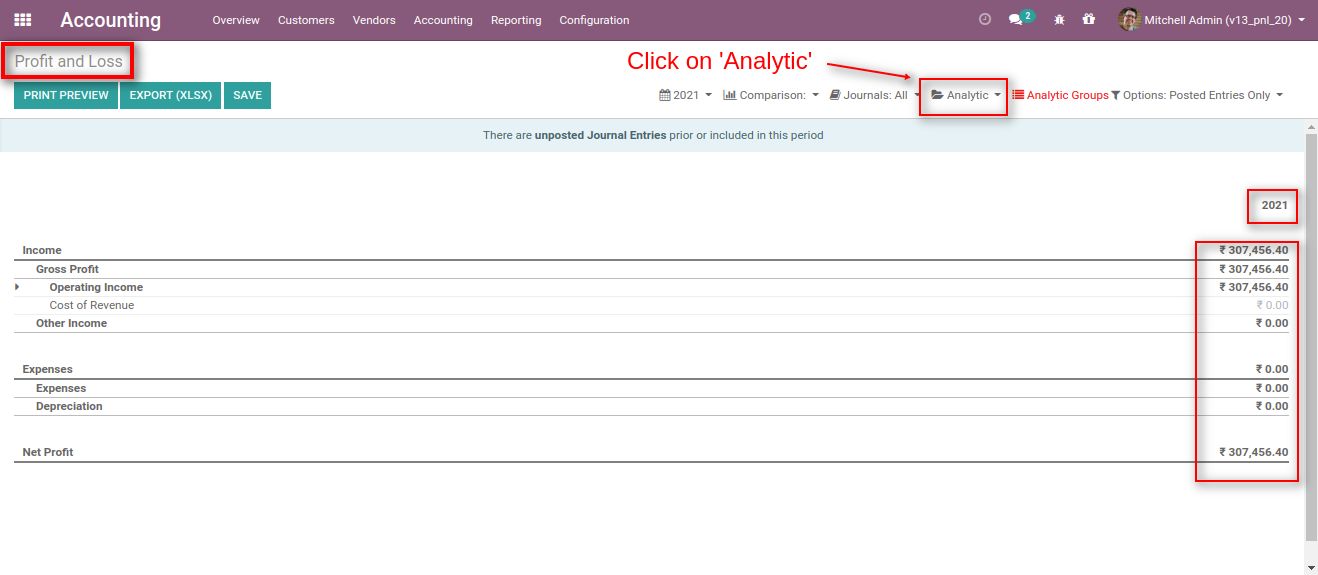 Accounting Overview Customers Vendors Accounting Reporting Configuration 2 Mitchell Admin (v13_pnl_20)
Profit and Loss
Click on 'Analytic'
PRINT PREVIEW EXPORT (XLSX) SAVE 2021 Comparison: Journals: All Analytic Analytic Groups Options: Posted Entries Only
There are unposted Journal Entries prior or included in this period
2021
Income ₹ 307,456.40
Gross Profit ₹ 307,456.40
Operating Income ₹ 307,456.40
Cost of Revenue ₹ 0.00
Other Income ₹ 0.00
Expenses ₹ 0.00
Expenses ₹ 0.00
Depreciation ₹ 0.00
Net Profit ₹ 307,456.40